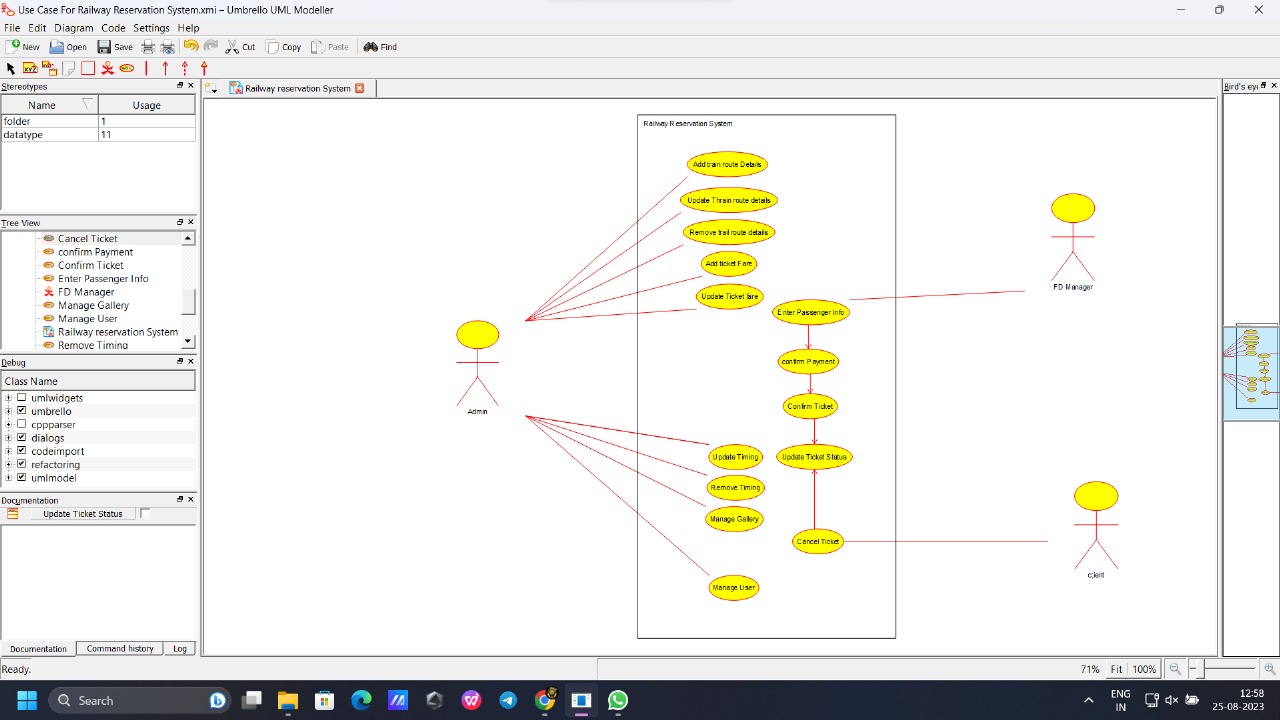 Use Case For Railway Reservation System.xmi – Umbrello UML Modeller
File Edit Diagram Code Settings Help
New Open Save Cut Copy Paste Find
Stereotypes
Name Usage
folder 1
datatype 11
Tree View
Cancel Ticket
confirm Payment
Confirm Ticket
Enter Passenger Info
FD Manager
Manage Gallery
Manage User
Railway reservation System
Remove Timing
Debug
Class Name
umlwidgets
umbrello
cppparser
dialogs
codeimport
refactoring
umlmodel
Documentation
Update Ticket Status
Documentation Command history Log
Ready.
Railway reservation System
Railway Reservation System
Add train route Details
Update Thrain route details
Remove trail route details
Add ticket Fare
Update Ticket fare
Enter Passenger Info
confirm Payment
Confirm Ticket
Update Timing
Update Ticket Status
Remove Timing
Manage Gallery
Cancel Ticket
Manage User
Admin
FD Manager
c;ient
Bird's eye
71% Fit 100%
Search
ENG
IN
12:58
25-08-2023